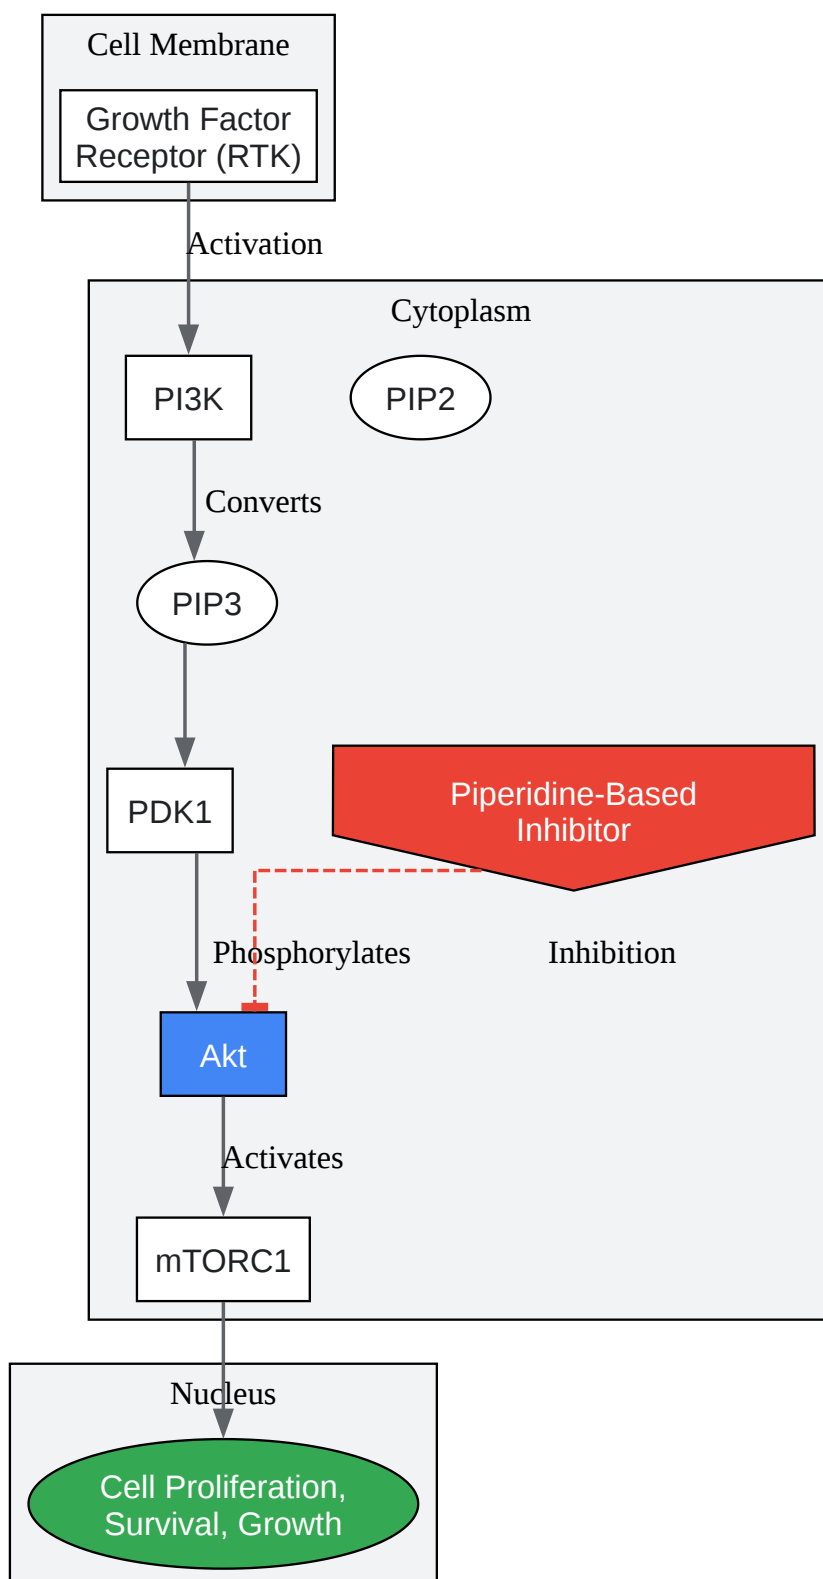 Cell Membrane
Growth Factor
Receptor (RTK)
Activation
Cytoplasm
PI3K
PIP2
Converts
PIP3
PDK1
Piperidine-Based
Inhibitor
Phosphorylates
Inhibition
Akt
Activates
mTORC1
Nucleus
Cell Proliferation,
Survival, Growth